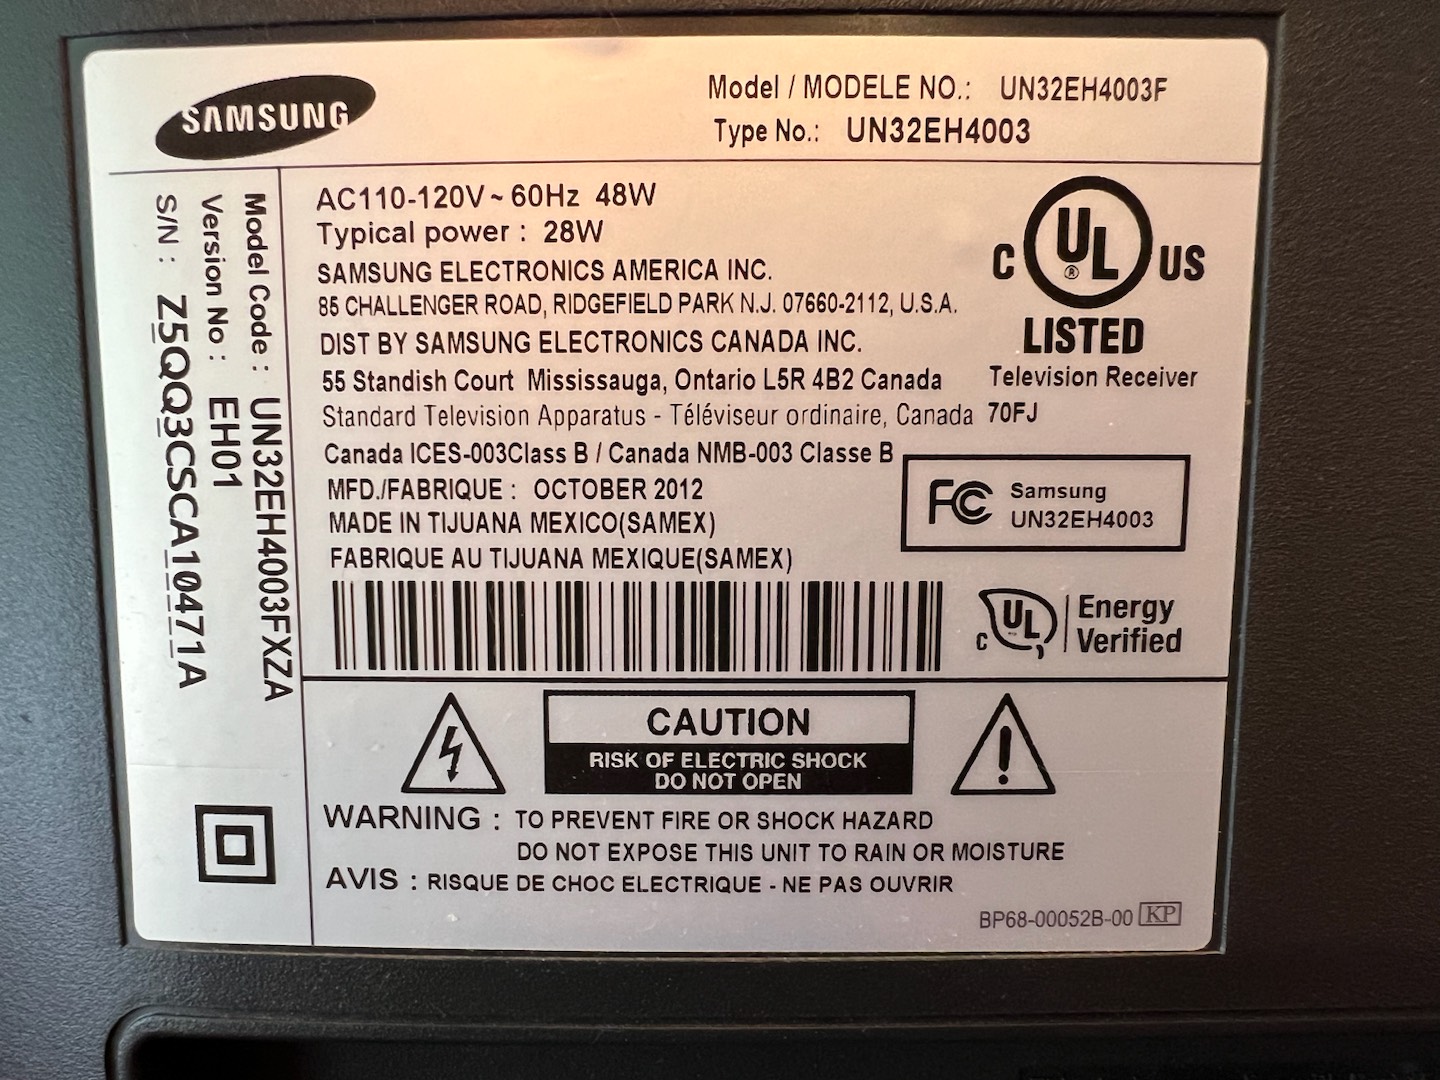 SAMSUNG
Model / MODELE NO.: UN32EH4003F
Type No.: UN32EH4003
Model Code : UN32EH4003FXZA
Version No : EH01
S/N : Z5QQ3CSCA10471A
AC110-120V ~ 60Hz 48W
Typical power : 28W
SAMSUNG ELECTRONICS AMERICA INC.
85 CHALLENGER ROAD, RIDGEFIELD PARK N.J. 07660-2112, U.S.A.
DIST BY SAMSUNG ELECTRONICS CANADA INC.
55 Standish Court Mississauga, Ontario L5R 4B2 Canada
Standard Television Apparatus - Téléviseur ordinaire, Canada
Canada ICES-003Class B / Canada NMB-003 Classe B
MFD./FABRIQUE : OCTOBER 2012
MADE IN TIJUANA MEXICO(SAMEX)
FABRIQUE AU TIJUANA MEXIQUE(SAMEX)
C UL ® US
LISTED
Television Receiver
70FJ
FC Samsung
UN32EH4003
c UL Energy
Verified
CAUTION
RISK OF ELECTRIC SHOCK
DO NOT OPEN
WARNING : TO PREVENT FIRE OR SHOCK HAZARD
DO NOT EXPOSE THIS UNIT TO RAIN OR MOISTURE
AVIS : RISQUE DE CHOC ELECTRIQUE - NE PAS OUVRIR
BP68-00052B-00 KP